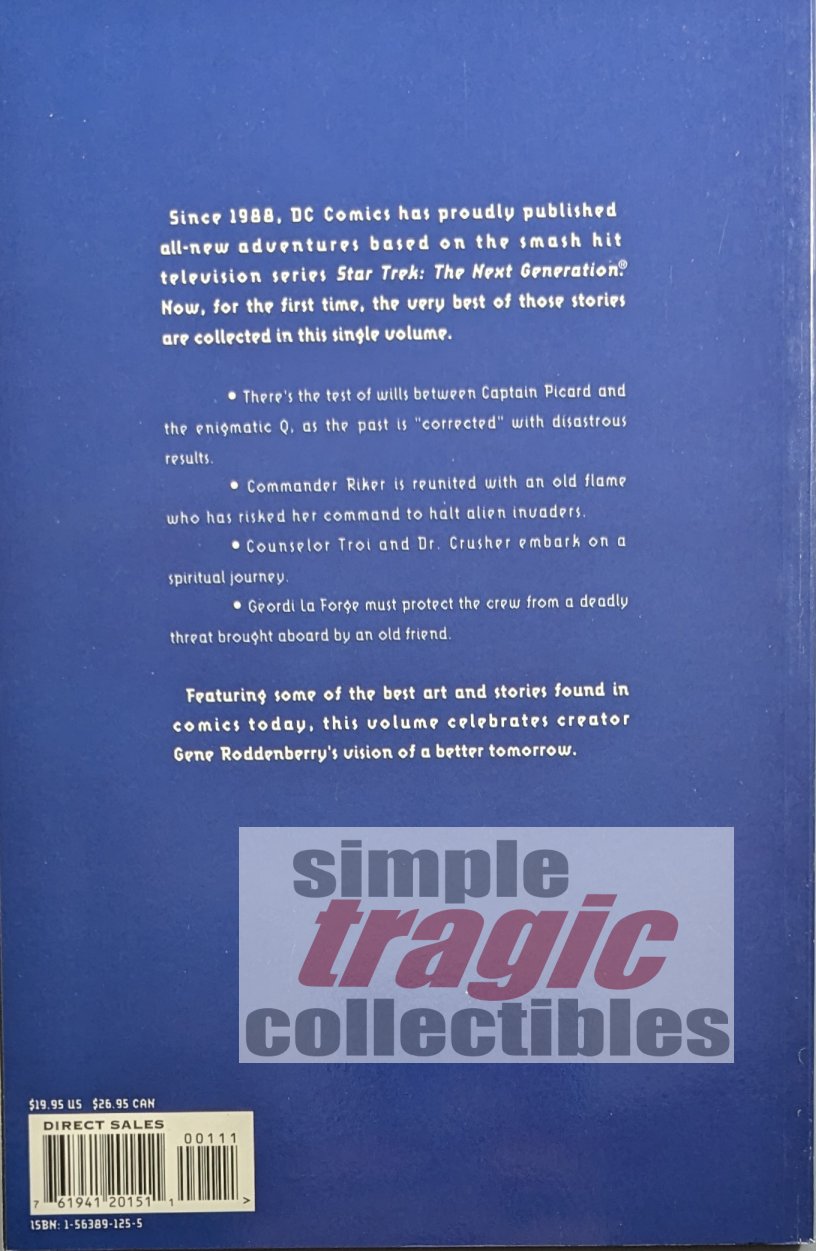 Since 1988, DC Comics has proudly published
all-new adventures based on the smash hit
television series Star Trek: The Next Generation.®
Now, for the first time, the very best of those stories
are collected in this single volume.
• There's the test of wills between Captain Picard and
the enigmatic Q, as the past is "corrected" with disastrous
results.
• Commander Riker is reunited with an old flame
who has risked her command to halt alien invaders.
• Counselor Troi and Dr. Crusher embark on a
spiritual journey.
• Geordi La Forge must protect the crew from a deadly
threat brought aboard by an old friend.
Featuring some of the best art and stories found in
comics today, this volume celebrates creator
Gene Roddenberry's vision of a better tomorrow.
simple
tragic
collectibles
$19.95 US $26.95 CAN
DIRECT SALES
00111
7 61941 20151 1 >
ISBN: 1-56389-125-5